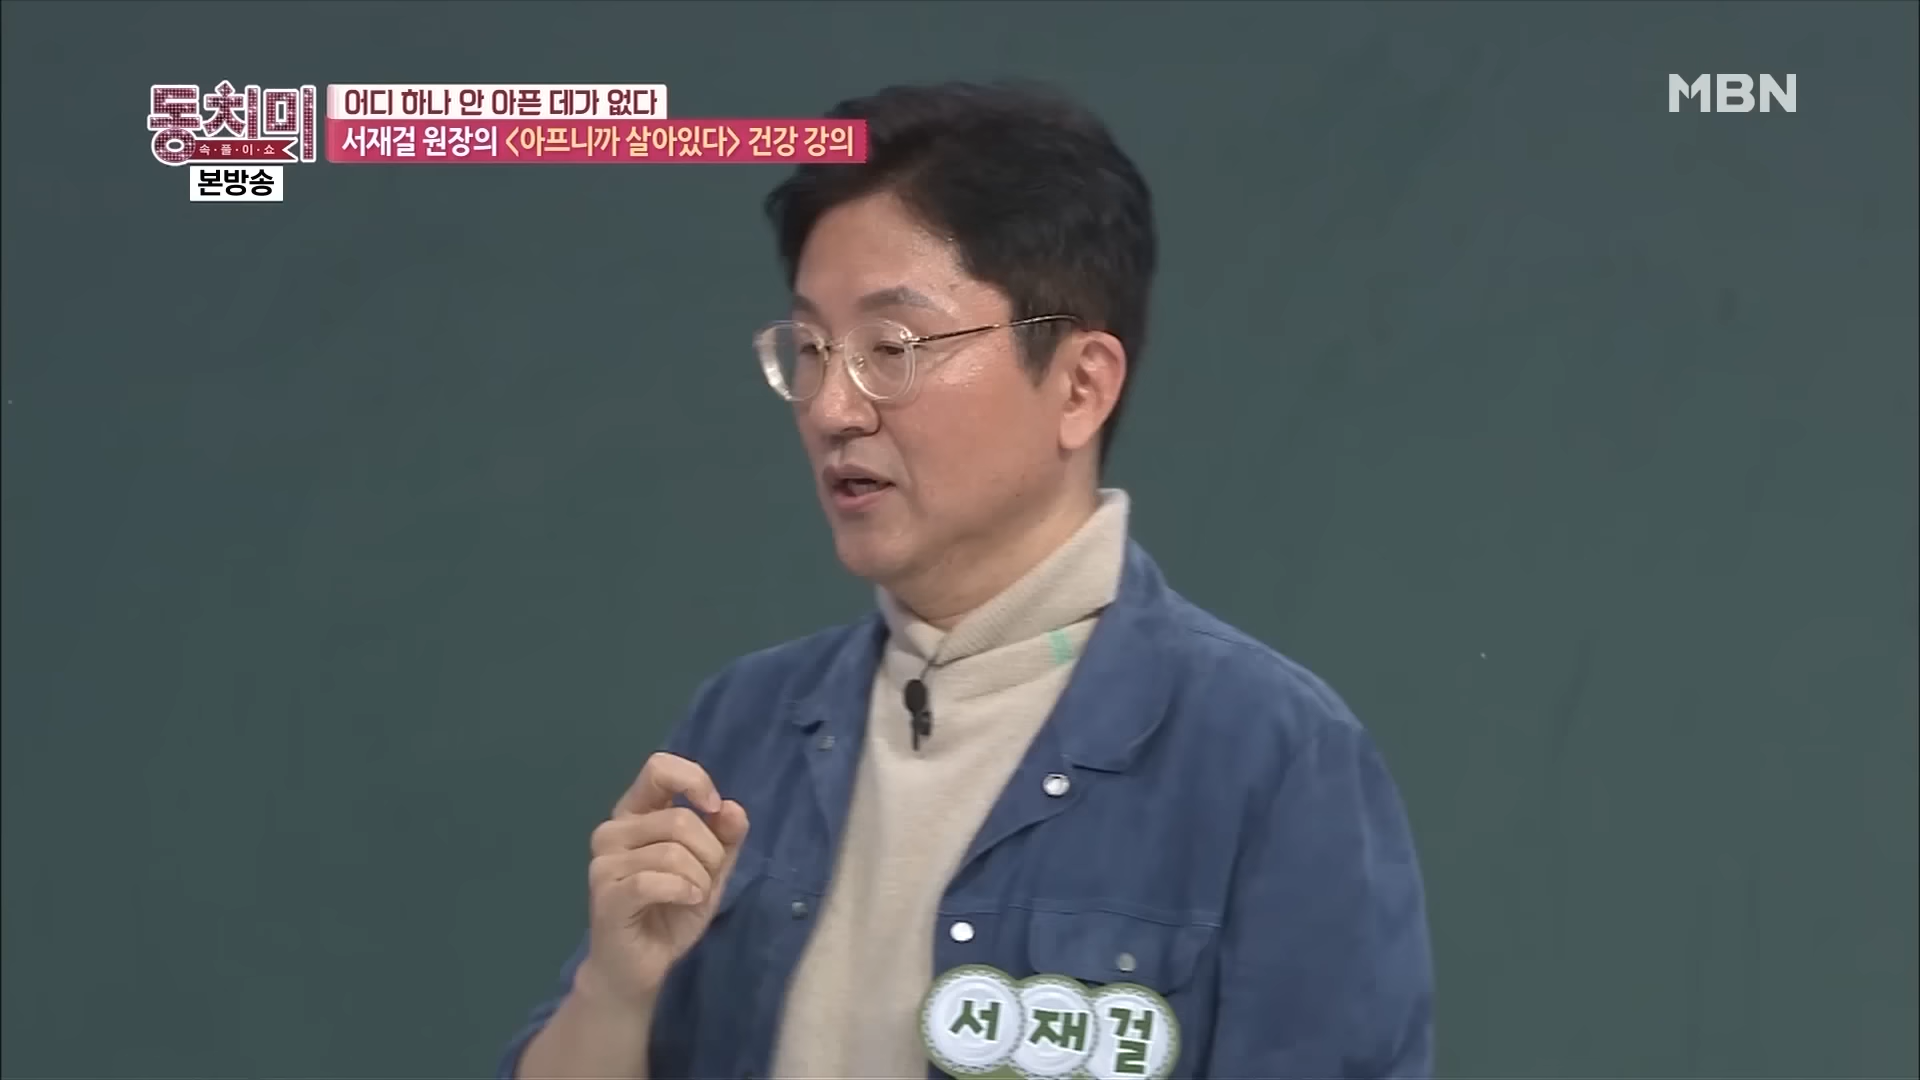 동치미
속·풀·이·쇼
본방송
어디 하나 안 아픈 데가 없다
서재걸 원장의 <아프니까 살아있다> 건강 강의
MBN
서재걸